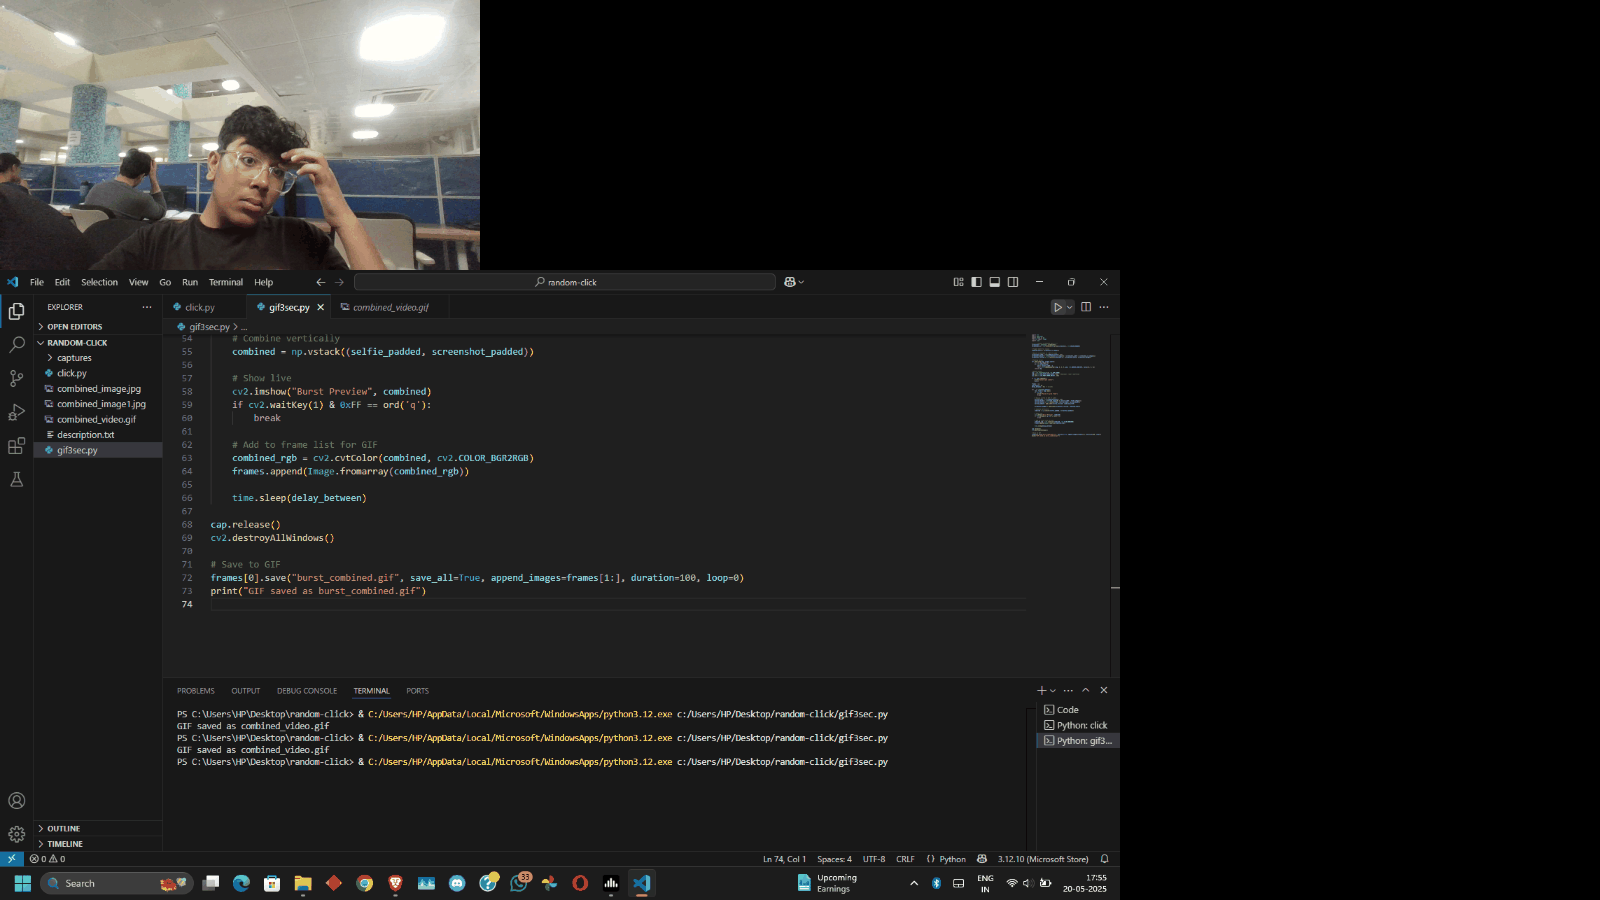 File Edit Selection View Go Run Terminal Help
random-click
EXPLORER
click.py
gif3sec.py
combined_video.gif
OPEN EDITORS
gif3sec.py > ...
RANDOM-CLICK
captures
click.py
combined_image.jpg
combined_image1.jpg
combined_video.gif
description.txt
gif3sec.py
54 # Combine vertically
55 combined = np.vstack((selfie_padded, screenshot_padded))
56
57 # Show live
58 cv2.imshow("Burst Preview", combined)
59 if cv2.waitKey(1) & 0xFF == ord('q'):
60 break
61
62 # Add to frame list for GIF
63 combined_rgb = cv2.cvtColor(combined, cv2.COLOR_BGR2RGB)
64 frames.append(Image.fromarray(combined_rgb))
65
66 time.sleep(delay_between)
67
68 cap.release()
69 cv2.destroyAllWindows()
70
71 # Save to GIF
72 frames[0].save("burst_combined.gif", save_all=True, append_images=frames[1:], duration=100, loop=0)
73 print("GIF saved as burst_combined.gif")
74
PROBLEMS OUTPUT DEBUG CONSOLE TERMINAL PORTS
PS C:\Users\HP\Desktop\random-click> & C:/Users/HP/AppData/Local/Microsoft/WindowsApps/python3.12.exe c:/Users/HP/Desktop/random-click/gif3sec.py
GIF saved as combined_video.gif
PS C:\Users\HP\Desktop\random-click> & C:/Users/HP/AppData/Local/Microsoft/WindowsApps/python3.12.exe c:/Users/HP/Desktop/random-click/gif3sec.py
GIF saved as combined_video.gif
PS C:\Users\HP\Desktop\random-click> & C:/Users/HP/AppData/Local/Microsoft/WindowsApps/python3.12.exe c:/Users/HP/Desktop/random-click/gif3sec.py
Code
Python: click
Python: gif3...
OUTLINE
TIMELINE
0 0
Ln 74, Col 1 Spaces: 4 UTF-8 CRLF {} Python 3.12.10 (Microsoft Store)
Search
33
Upcoming
Earnings
ENG
IN
17:55
20-05-2025